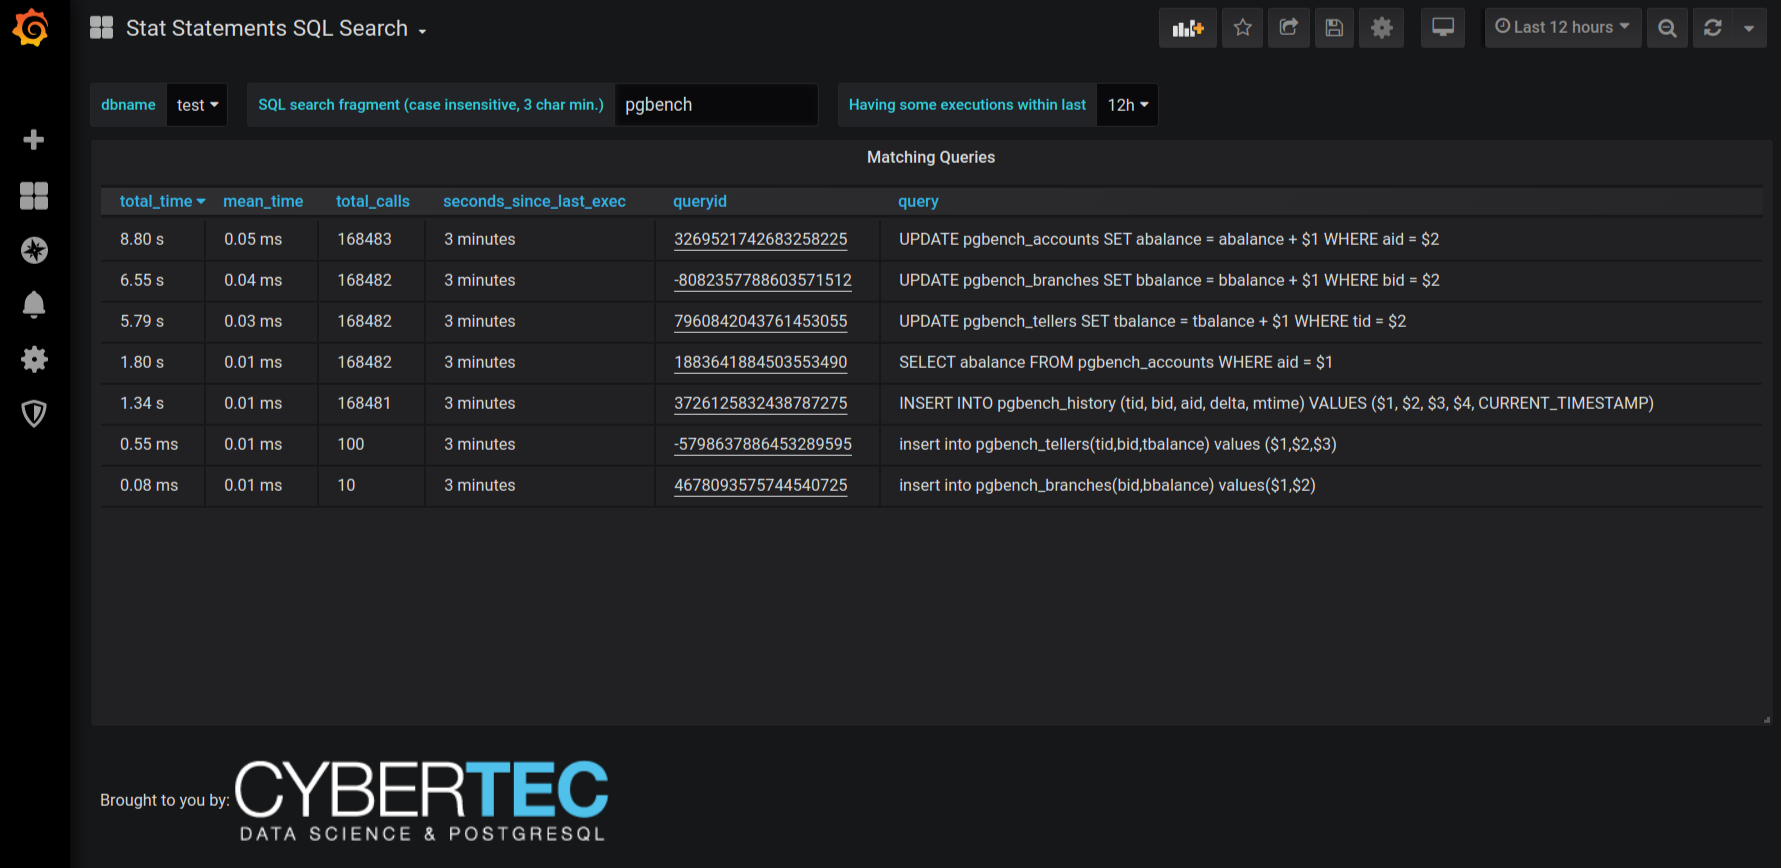 Stat Statements SQL Search
Last 12 hours
dbname test SQL search fragment (case insensitive, 3 char min.) pgbench Having some executions within last 12h
Matching Queries
total_time mean_time total_calls seconds_since_last_exec queryid query
8.80 s 0.05 ms 168483 3 minutes 3269521742683258225 UPDATE pgbench_accounts SET abalance = abalance + $1 WHERE aid = $2
6.55 s 0.04 ms 168482 3 minutes -8082357788603571512 UPDATE pgbench_branches SET bbalance = bbalance + $1 WHERE bid = $2
5.79 s 0.03 ms 168482 3 minutes 7960842043761453055 UPDATE pgbench_tellers SET tbalance = tbalance + $1 WHERE tid = $2
1.80 s 0.01 ms 168482 3 minutes 1883641884503553490 SELECT abalance FROM pgbench_accounts WHERE aid = $1
1.34 s 0.01 ms 168481 3 minutes 3726125832438787275 INSERT INTO pgbench_history (tid, bid, aid, delta, mtime) VALUES ($1, $2, $3, $4, CURRENT_TIMESTAMP)
0.55 ms 0.01 ms 100 3 minutes -5798637886453289595 insert into pgbench_tellers(tid,bid,tbalance) values ($1,$2,$3)
0.08 ms 0.01 ms 10 3 minutes 4678093575744540725 insert into pgbench_branches(bid,bbalance) values($1,$2)
Brought to you by: CYBERTEC
DATA SCIENCE & POSTGRESQL